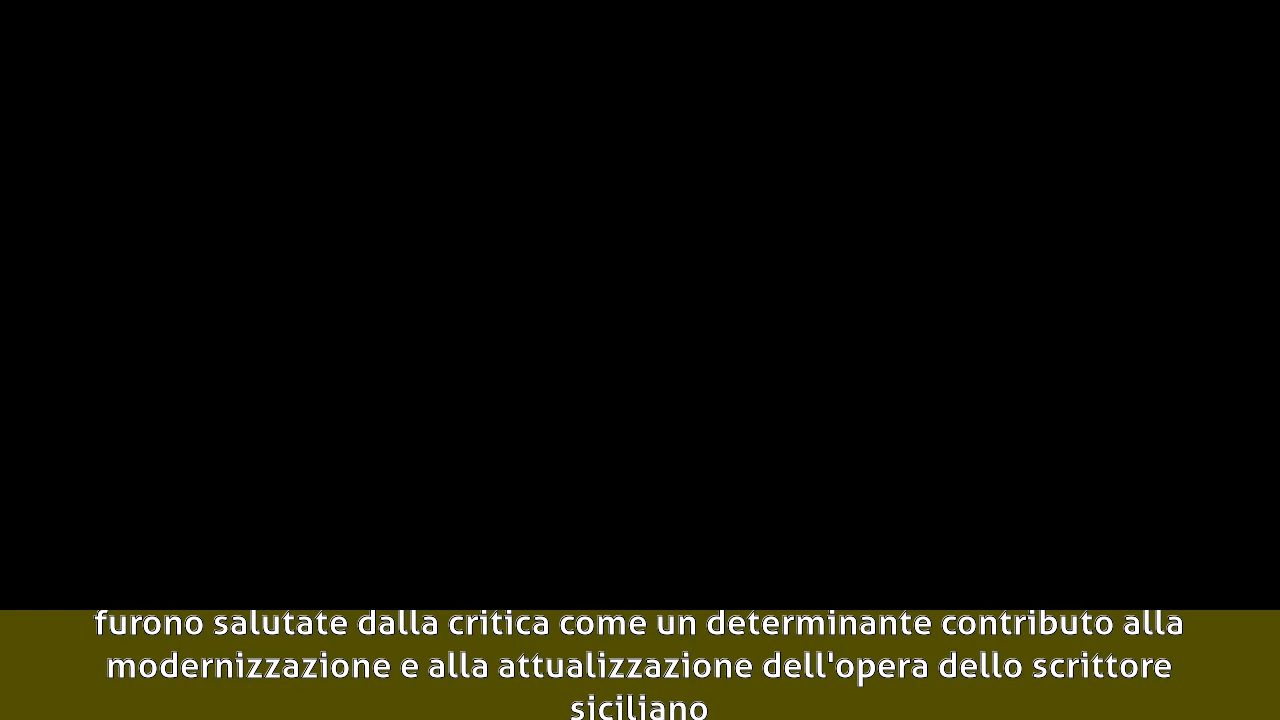 furono salutate dalla critica come un determinante contributo alla
modernizzazione e alla attualizzazione dell'opera dello scrittore
siciliano